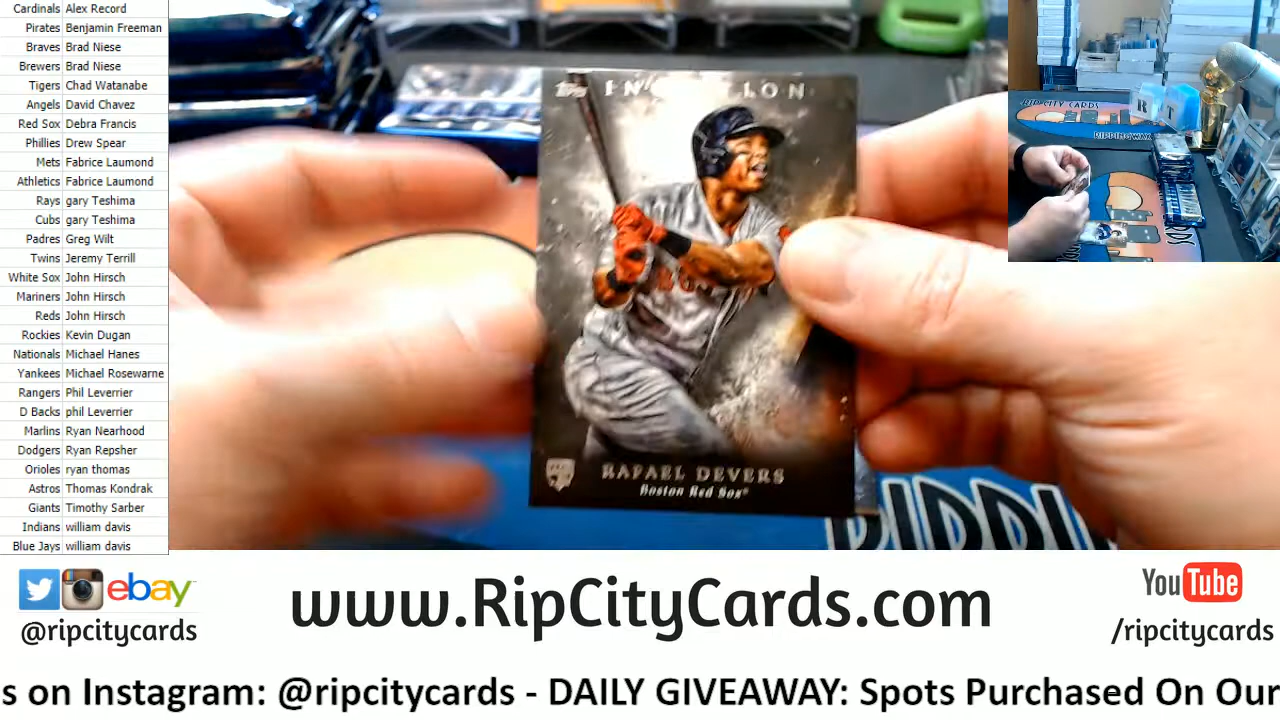 Cardinals Alex Record
Pirates Benjamin Freeman
Braves Brad Niese
Brewers Brad Niese
Tigers Chad Watanabe
Angels David Chavez
Red Sox Debra Francis
Phillies Drew Spear
Mets Fabrice Laumond
Athletics Fabrice Laumond
Rays gary Teshima
Cubs gary Teshima
Padres Greg Wilt
Twins Jeremy Terrill
White Sox John Hirsch
Mariners John Hirsch
Reds John Hirsch
Rockies Kevin Dugan
Nationals Michael Hanes
Yankees Michael Rosewarne
Rangers Phil Leverrier
D Backs phil Leverrier
Marlins Ryan Nearhood
Dodgers Ryan Repsher
Orioles ryan thomas
Astros Thomas Kondrak
Giants Timothy Sarber
Indians william davis
Blue Jays william davis
Topps
RAFAEL DEVERS
Boston Red Sox®
RIP CITY CARDS
R T
RIPPINGWAX
ebay™
@ripcitycards
www.RipCityCards.com
You Tube
/ripcitycards
s on Instagram: @ripcitycards - DAILY GIVEAWAY: Spots Purchased On Our